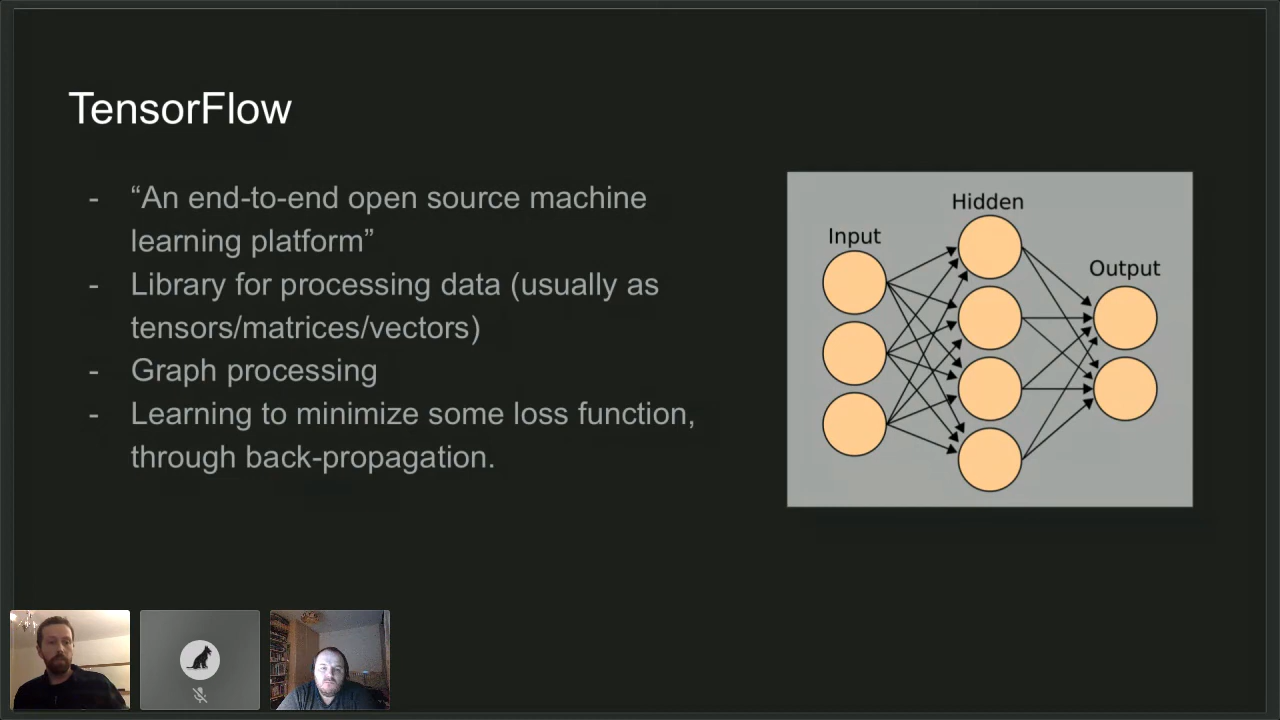 TensorFlow
- “An end-to-end open source machine
learning platform”
- Library for processing data (usually as
tensors/matrices/vectors)
- Graph processing
- Learning to minimize some loss function,
through back-propagation.
Hidden
Input
Output